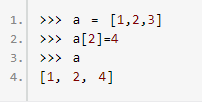 1. >>> a = [1,2,3]
2. >>> a[2]=4
3. >>> a
4. [1, 2, 4]